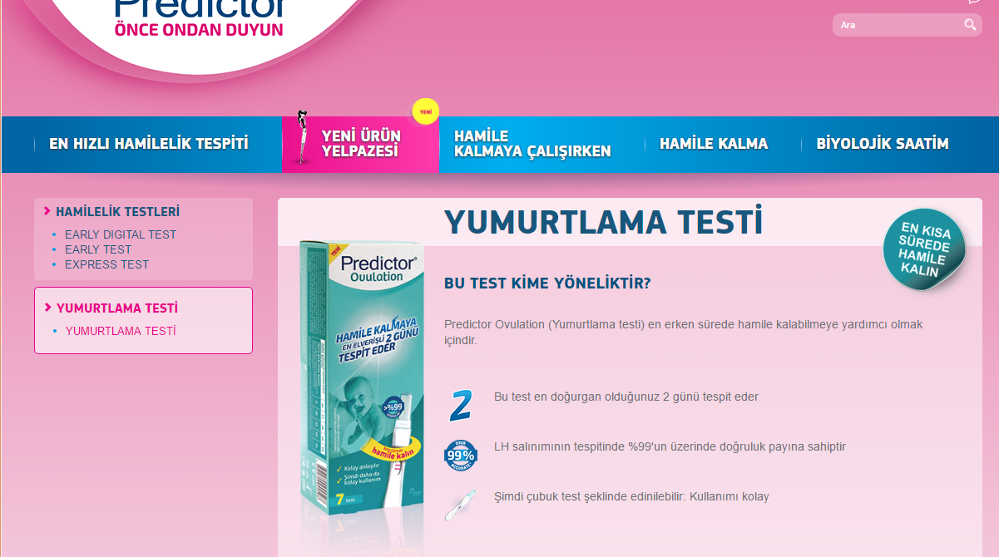 Predictor
ÖNCE ONDAN DUYUN
Ara
YENİ
EN HIZLI HAMİLELİK TESPİTİ
YENİ ÜRÜN
YELPAZESİ
HAMİLE
KALMAYA ÇALIŞIRKEN
HAMİLE KALMA
BİYOLOJİK SAATİM
HAMİLELİK TESTLERİ
EARLY DIGITAL TEST
EARLY TEST
EXPRESS TEST
YUMURTLAMA TESTİ
YUMURTLAMA TESTİ
YUMURTLAMA TESTİ
EN KISA
SÜREDE
HAMİLE
KALIN
YENİ
Predictor®
Ovulation
HAMİLE KALMAYA
EN ELVERİŞLİ 2 GÜNÜ
TESPİT EDER
>%99
hamile kalın
✓ Kolay anlaşılır
✓ Şimdi daha da
kolay kullanım
7 test
BU TEST KİME YÖNELİKTİR?
Predictor Ovulation (Yumurtlama testi) en erken sürede hamile kalabilmeye yardımcı olmak
içindir.
2
Bu test en doğurgan olduğunuz 2 günü tespit eder
OVER
99%
ACCURATE
LH salınımının tespitinde %99'un üzerinde doğruluk payına sahiptir
Şimdi çubuk test şeklinde edinilebilir: Kullanımı kolay